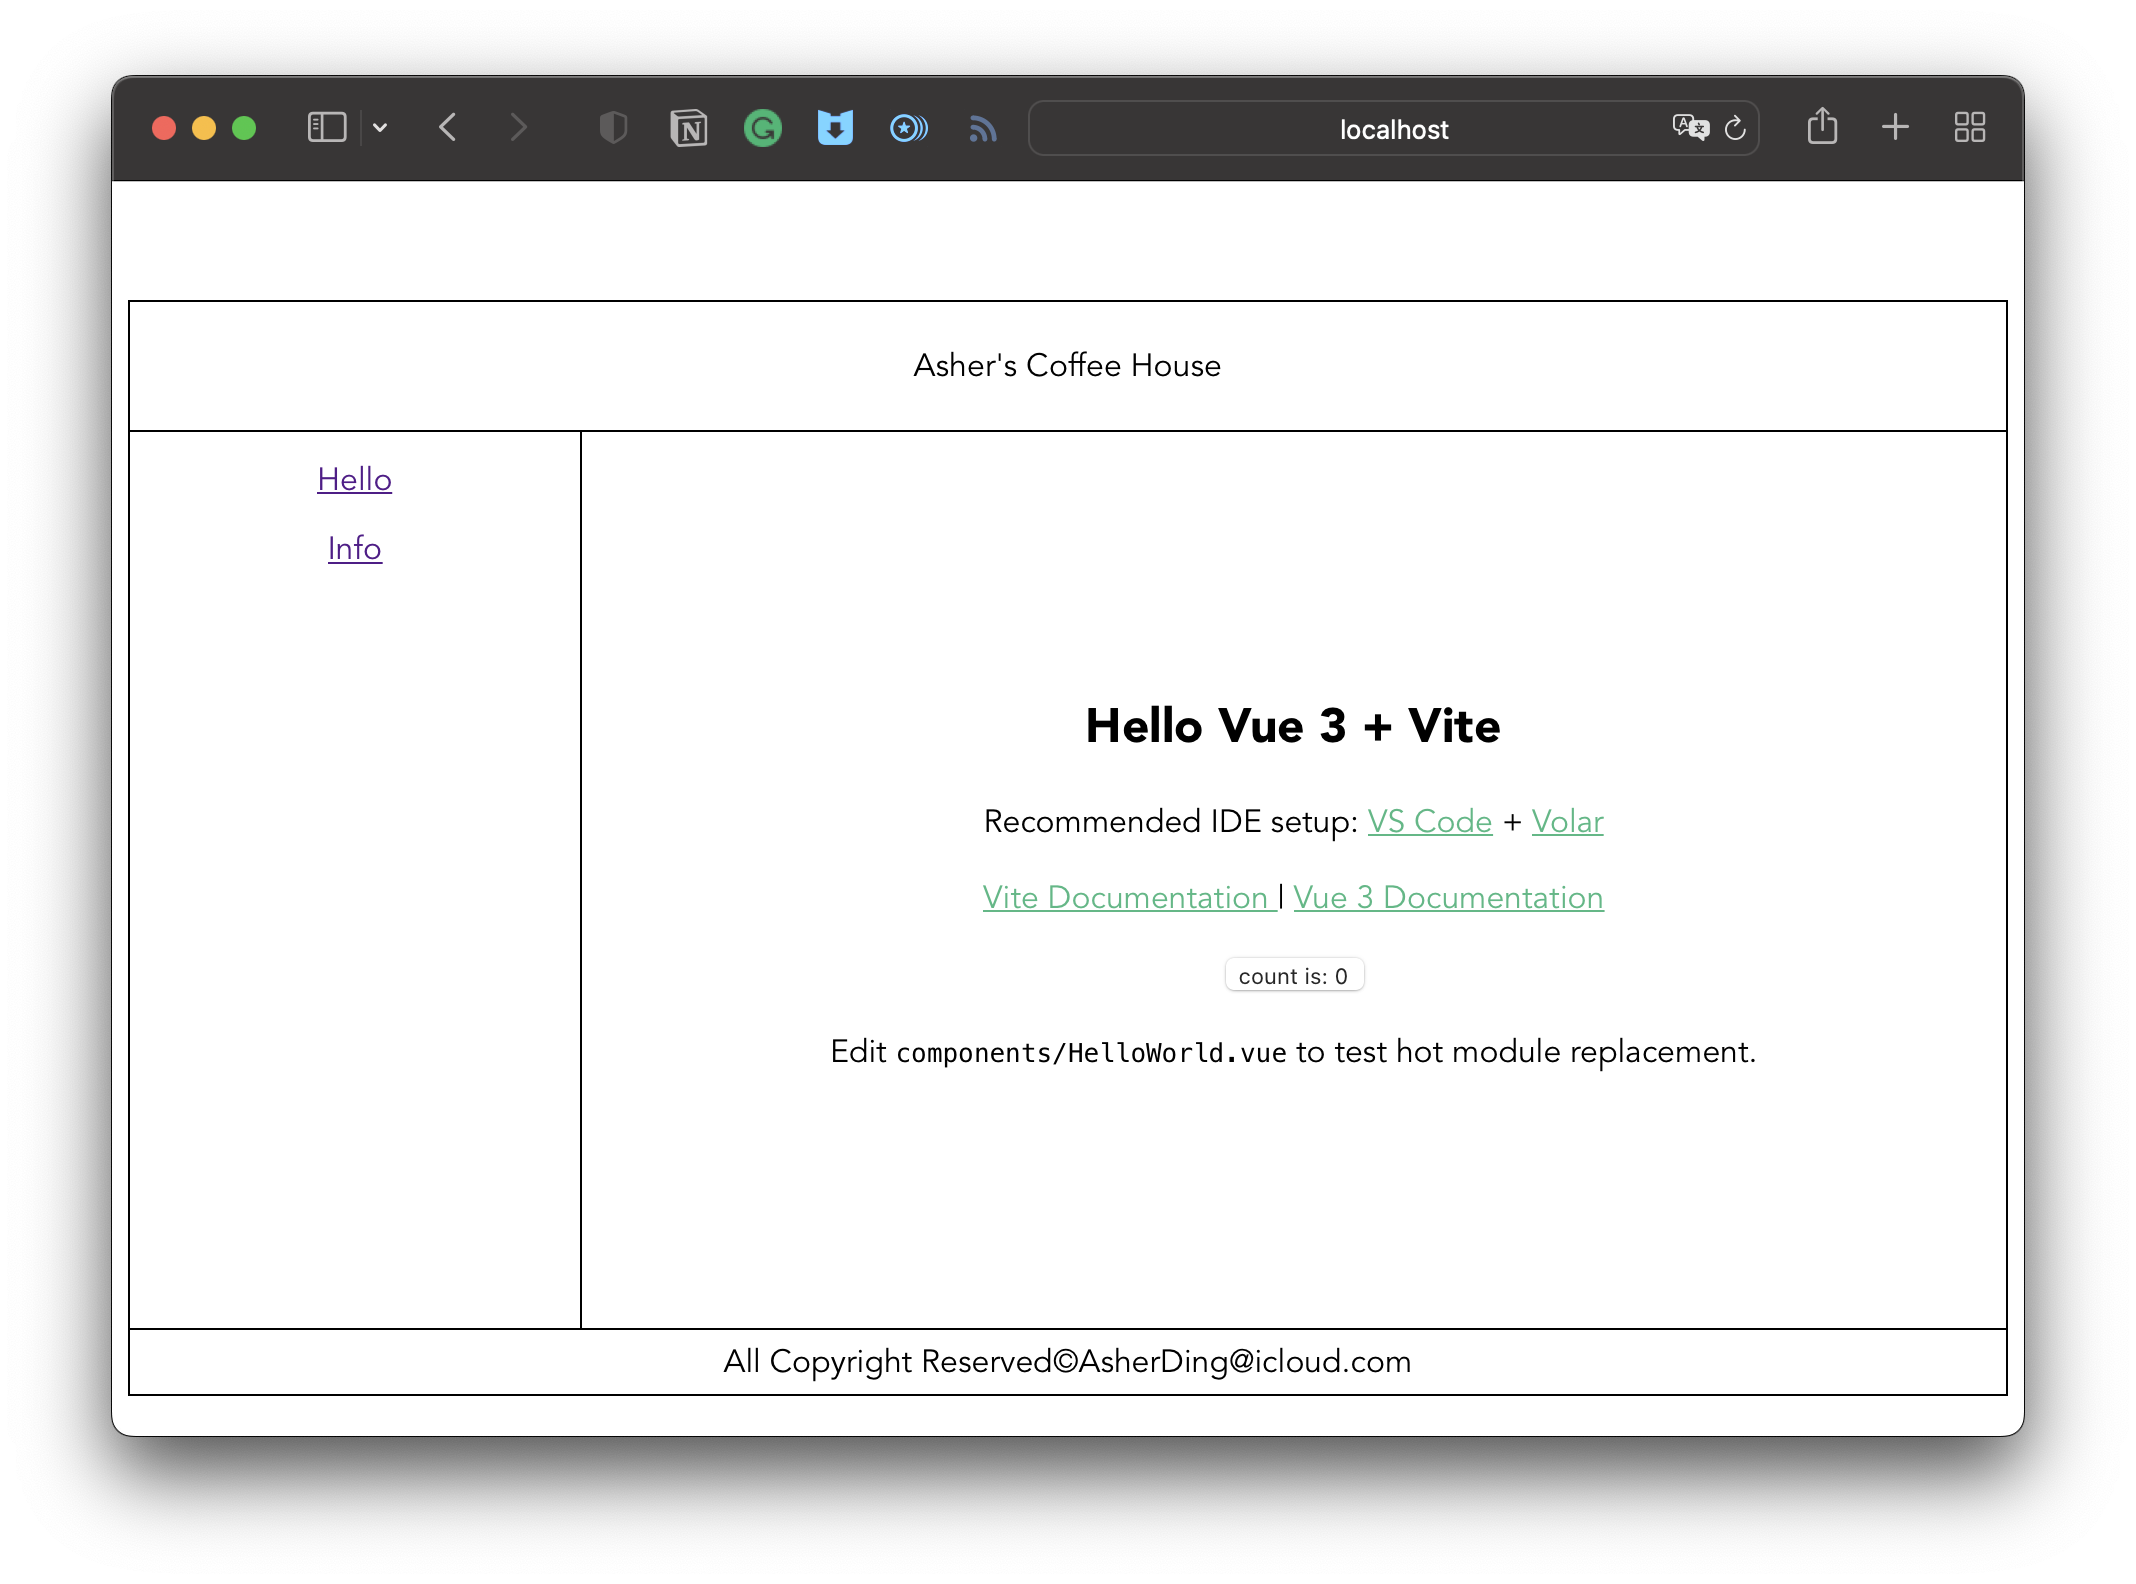 localhost
Asher's Coffee House
Hello
Info
Hello Vue 3 + Vite
Recommended IDE setup: VS Code + Volar
Vite Documentation | Vue 3 Documentation
count is: 0
Edit components/HelloWorld.vue to test hot module replacement.
All Copyright Reserved©AsherDing@icloud.com